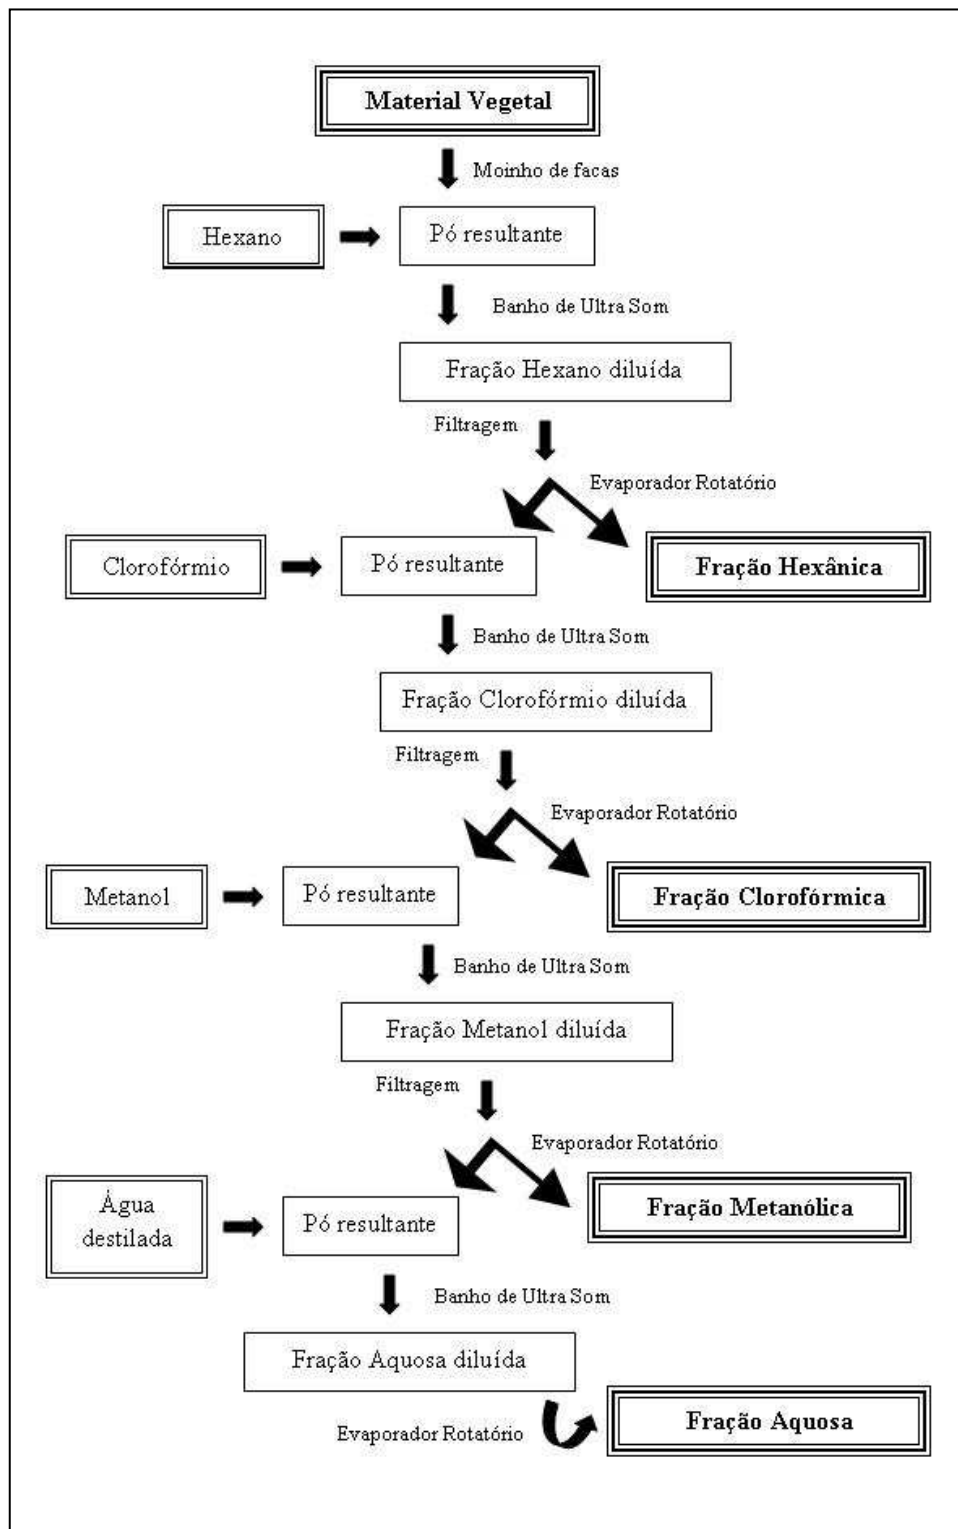 Material Vegetal
Moinho de facas
Hexano
Pó resultante
Banho de Ultra Som
Fração Hexano diluída
Filtragem
Evaporador Rotatório
Clorofórmio
Pó resultante
Fração Hexânica
Banho de Ultra Som
Fração Clorofórmio diluída
Filtragem
Evaporador Rotatório
Metanol
Pó resultante
Fração Clorofórmica
Banho de Ultra Som
Fração Metanol diluída
Filtragem
Evaporador Rotatório
Água
destilada
Pó resultante
Fração Metanólica
Banho de Ultra Som
Fração Aquosa diluída
Evaporador Rotatório
Fração Aquosa